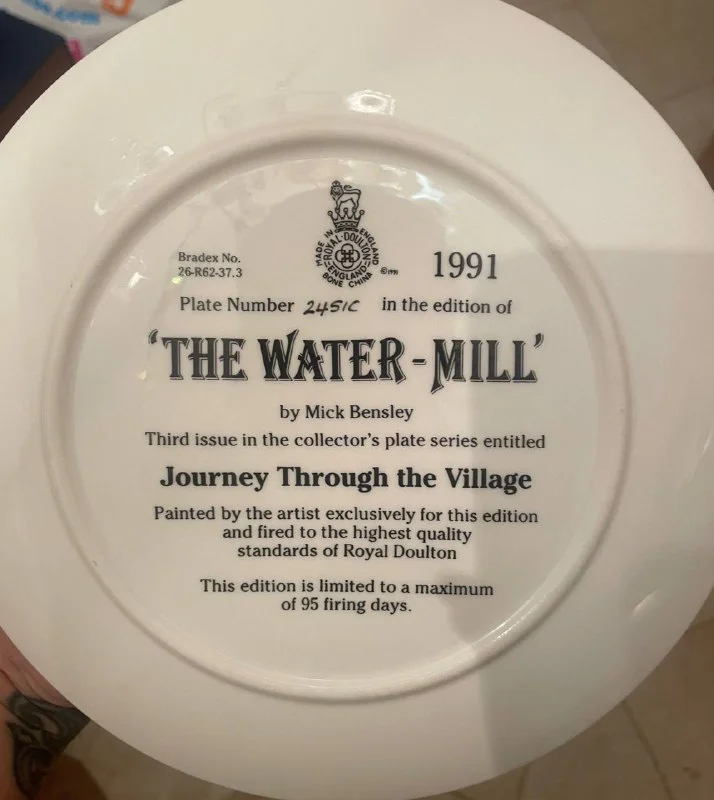 MADE IN ENGLAND
ROYAL · DOULTON
ENGLAND
BONE CHINA
Bradex No.
26-R62-37.3
1991
Plate Number 2451C in the edition of
'THE WATER-MILL'
by Mick Bensley
Third issue in the collector's plate series entitled
Journey Through the Village
Painted by the artist exclusively for this edition
and fired to the highest quality
standards of Royal Doulton
This edition is limited to a maximum
of 95 firing days.